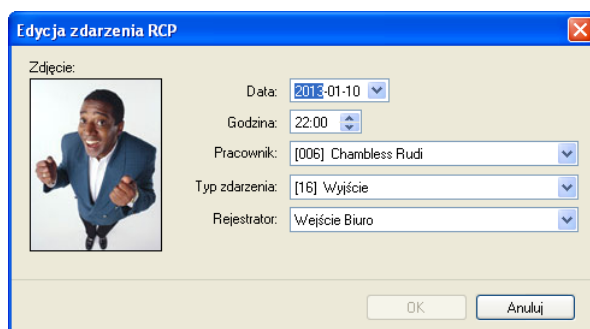 Edycja zdarzenia RCP
Zdjęcie:
Data: 2013-01-10
Godzina: 22:00
Pracownik: [006] Chambless Rudi
Typ zdarzenia: [16] Wyjście
Rejestrator: Wejście Biuro
OK Anuluj